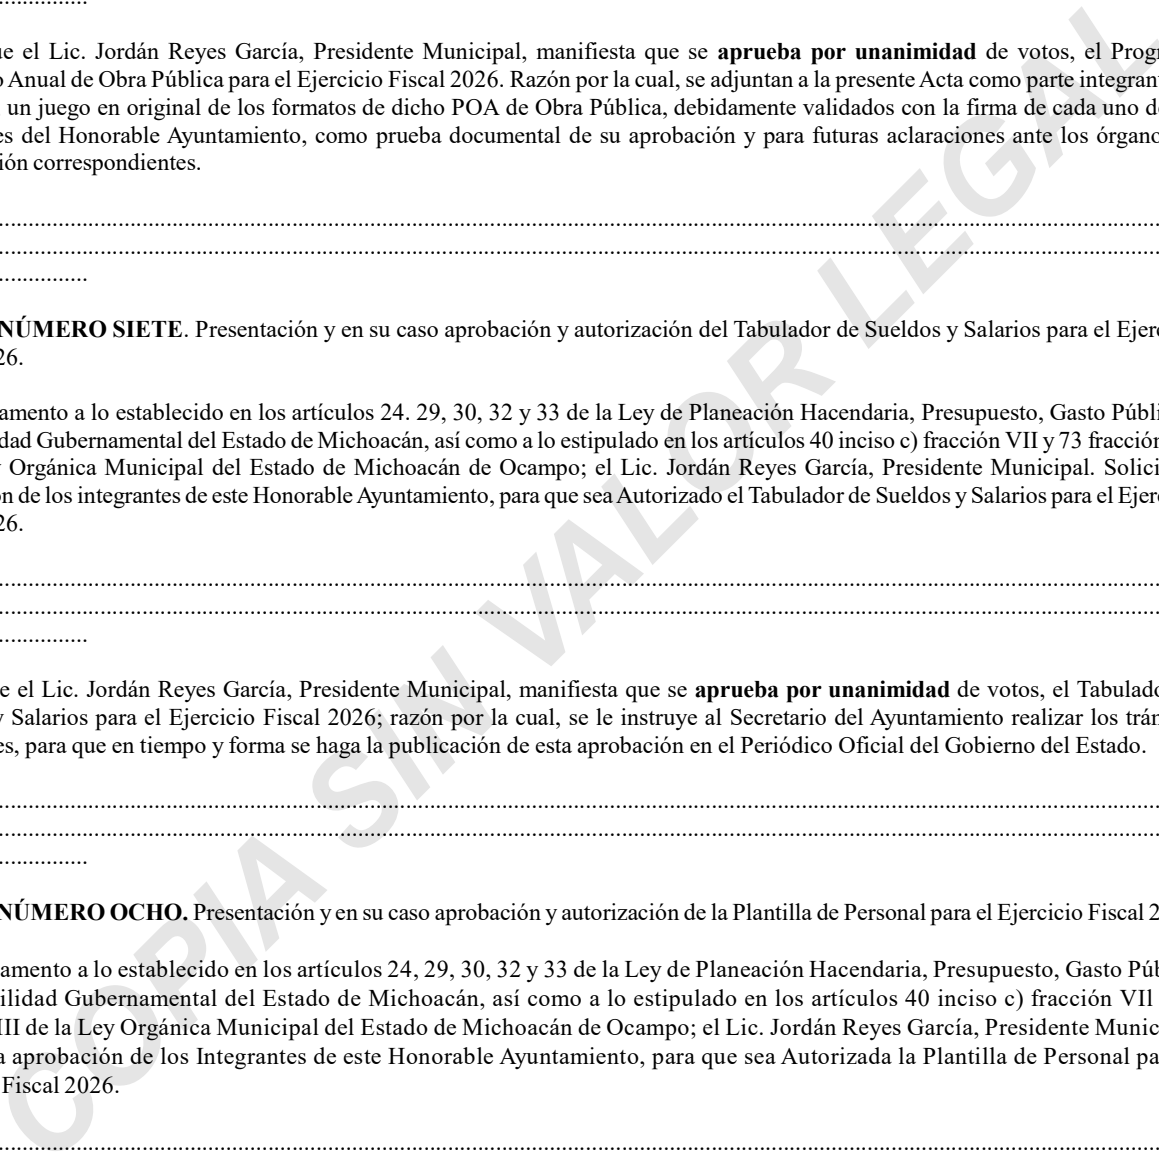 ue el Lic. Jordán Reyes García, Presidente Municipal, manifiesta que se aprueba por unanimidad de votos, el Prog
o Anual de Obra Pública para el Ejercicio Fiscal 2026. Razón por la cual, se adjuntan a la presente Acta como parte integrant
un juego en original de los formatos de dicho POA de Obra Pública, debidamente validados con la firma de cada uno de
es del Honorable Ayuntamiento, como prueba documental de su aprobación y para futuras aclaraciones ante los órgano
ión correspondientes.
NÚMERO SIETE. Presentación y en su caso aprobación y autorización del Tabulador de Sueldos y Salarios para el Ejer
26.
amento a lo establecido en los artículos 24. 29, 30, 32 y 33 de la Ley de Planeación Hacendaria, Presupuesto, Gasto Públi
dad Gubernamental del Estado de Michoacán, así como a lo estipulado en los artículos 40 inciso c) fracción VII y 73 fracción
y Orgánica Municipal del Estado de Michoacán de Ocampo; el Lic. Jordán Reyes García, Presidente Municipal. Solici
ón de los integrantes de este Honorable Ayuntamiento, para que sea Autorizado el Tabulador de Sueldos y Salarios para el Ejer
26.
e el Lic. Jordán Reyes García, Presidente Municipal, manifiesta que se aprueba por unanimidad de votos, el Tabulado
y Salarios para el Ejercicio Fiscal 2026; razón por la cual, se le instruye al Secretario del Ayuntamiento realizar los trám
es, para que en tiempo y forma se haga la publicación de esta aprobación en el Periódico Oficial del Gobierno del Estado.
NÚMERO OCHO. Presentación y en su caso aprobación y autorización de la Plantilla de Personal para el Ejercicio Fiscal 2
amento a lo establecido en los artículos 24, 29, 30, 32 y 33 de la Ley de Planeación Hacendaria, Presupuesto, Gasto Púb
ilidad Gubernamental del Estado de Michoacán, así como a lo estipulado en los artículos 40 inciso c) fracción VII
III de la Ley Orgánica Municipal del Estado de Michoacán de Ocampo; el Lic. Jordán Reyes García, Presidente Munic
a aprobación de los Integrantes de este Honorable Ayuntamiento, para que sea Autorizada la Plantilla de Personal pa
Fiscal 2026.
COPIA SIN VALOR LEGAL